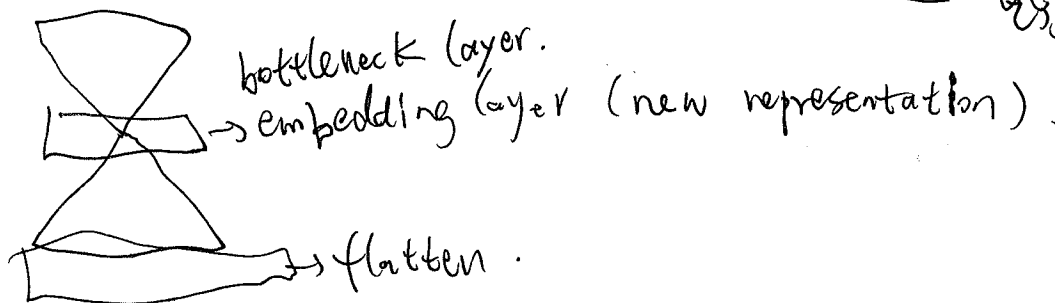 bottleneck layer.
→ embedding layer (new representation).
→ flatten.